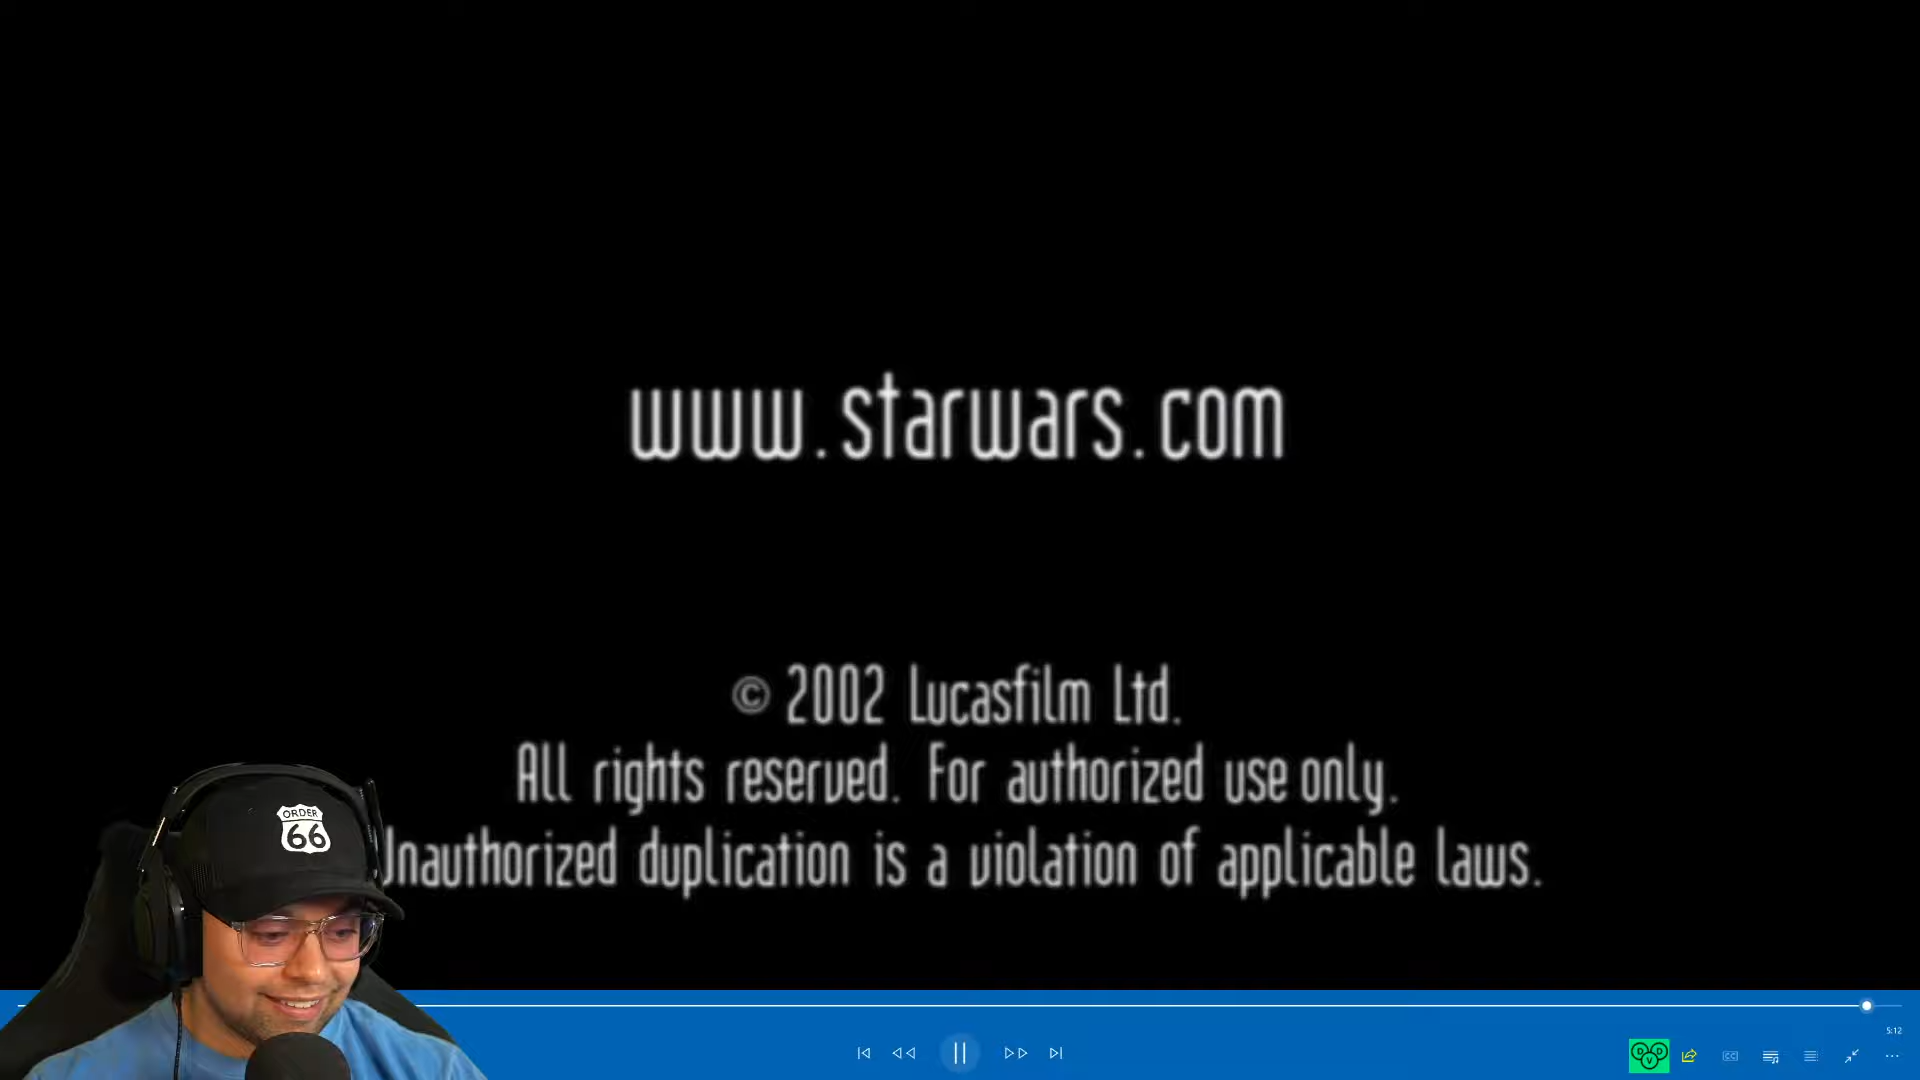 www.starwars.com
© 2002 Lucasfilm Ltd.
All rights reserved. For authorized use only.
Unauthorized duplication is a violation of applicable laws.
ORDER
66
5:12
CC
D D
V